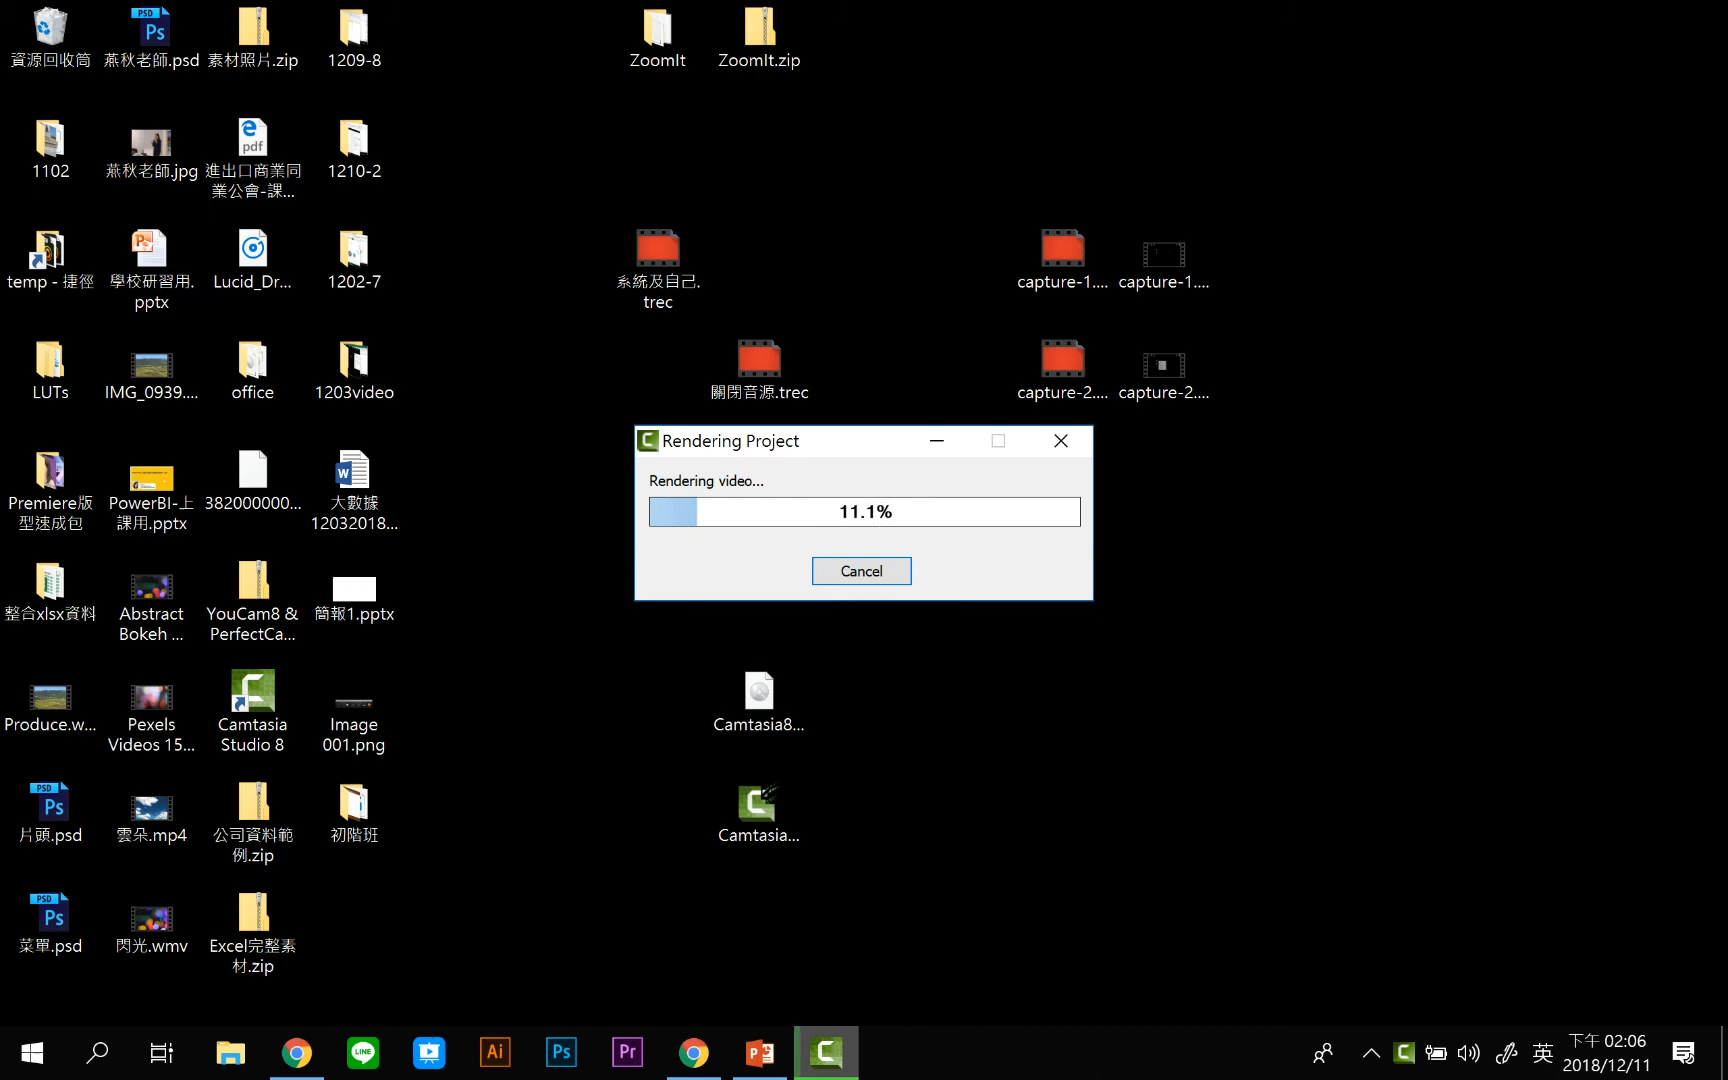 資源回收筒
燕秋老師.psd
素材照片.zip
1209-8
ZoomIt
ZoomIt.zip
1102
燕秋老師.jpg
pdf
進出口商業同
業公會-課...
1210-2
temp - 捷徑
學校研習用.
pptx
Lucid_Dr...
1202-7
系統及自己.
trec
capture-1....
capture-1....
LUTs
IMG_0939....
office
1203video
關閉音源.trec
capture-2....
capture-2....
Rendering Project
Rendering video...
11.1%
Cancel
Premiere版
型速成包
PowerBI-上
課用.pptx
382000000...
大數據
12032018...
整合xlsx資料
Abstract
Bokeh ...
YouCam8 &
PerfectCa...
簡報1.pptx
Produce.w...
Pexels
Videos 15...
Camtasia
Studio 8
Image
001.png
Camtasia8...
PSD
Ps
片頭.psd
雲朵.mp4
公司資料範
例.zip
初階班
Camtasia...
PSD
Ps
菜單.psd
閃光.wmv
Excel完整素
材.zip
PSD
Ps
LINE
Ai
Ps
Pr
英
下午 02:06
2018/12/11